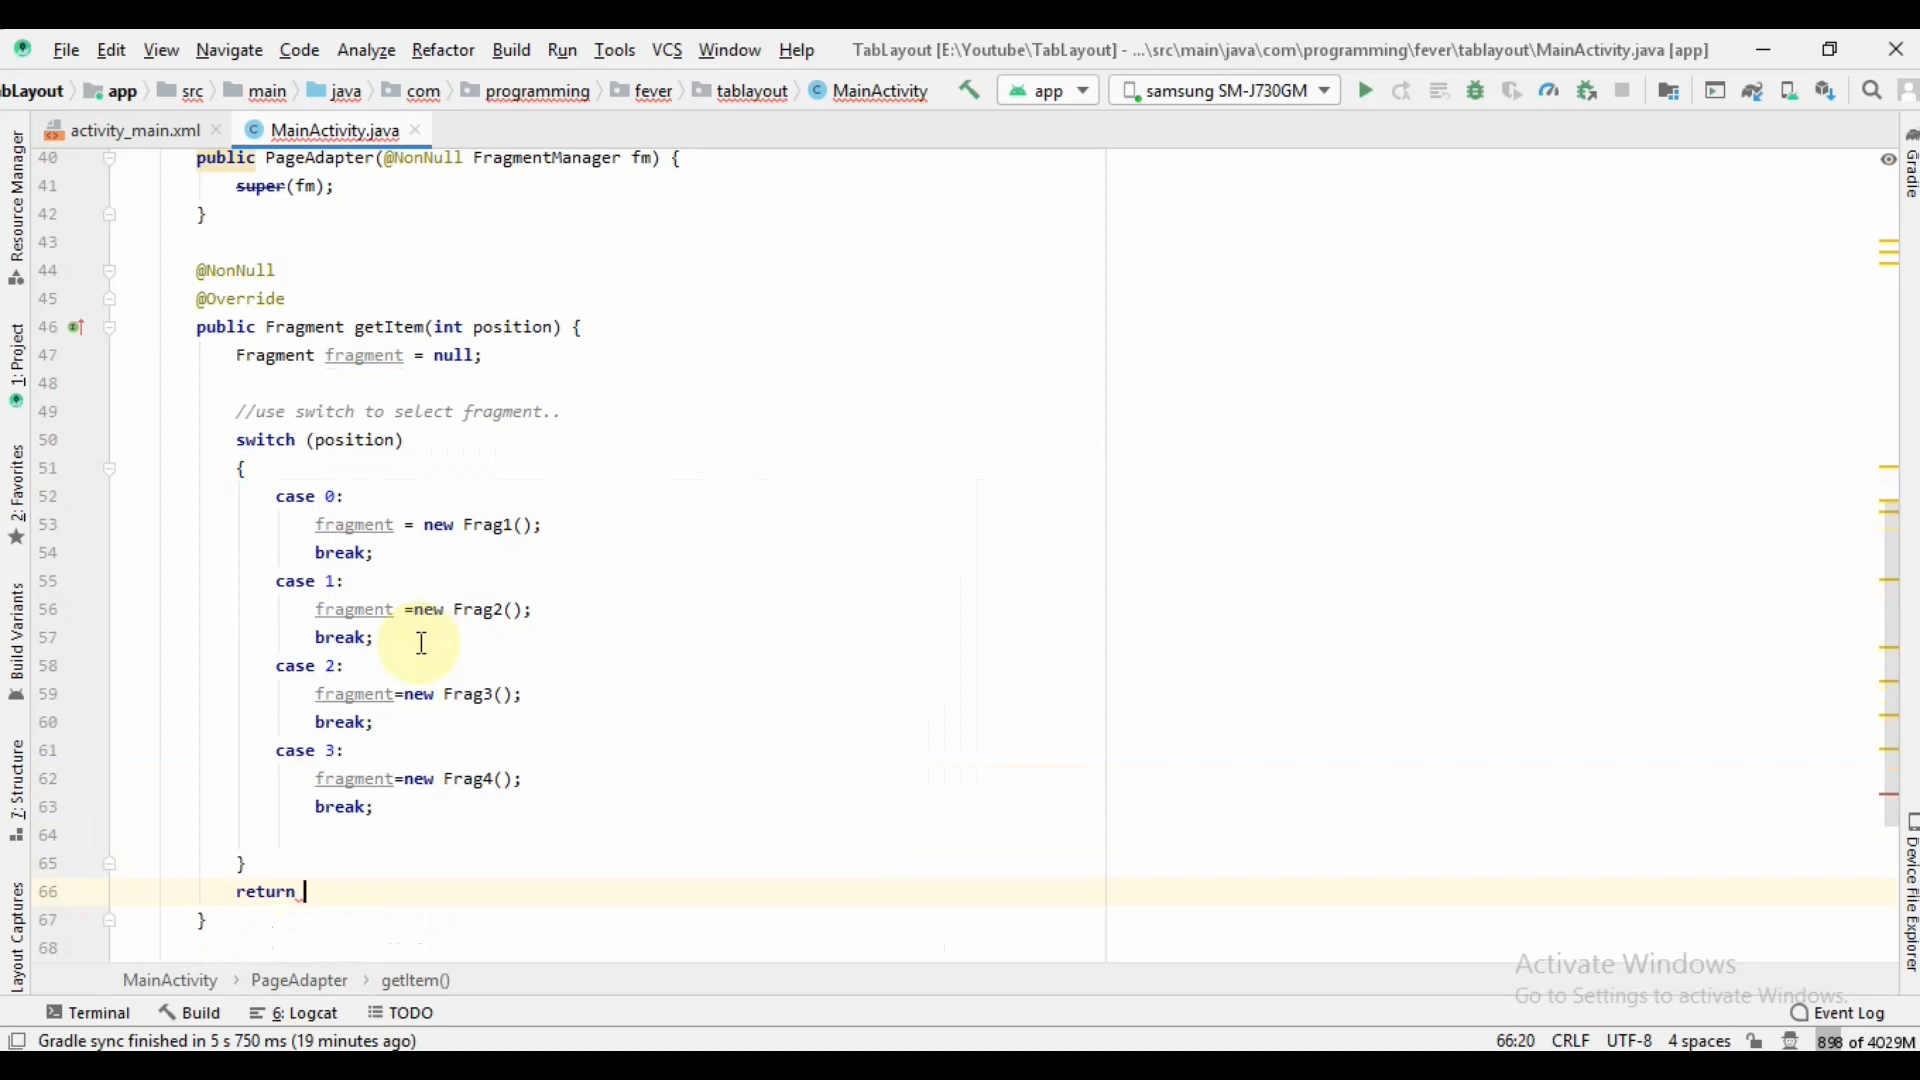 File Edit View Navigate Code Analyze Refactor Build Run Tools VCS Window Help TabLayout [E:\Youtube\TabLayout] - ...\src\main\java\com\programming\fever\tablayout\MainActivity.java [app]
bLayout app src main java com programming fever tablayout MainActivity app samsung SM-J730GM
activity_main.xml MainActivity.java
40 public PageAdapter(@NonNull FragmentManager fm) {
41 super(fm);
42 }
43
44 @NonNull
45 @Override
46 public Fragment getItem(int position) {
47 Fragment fragment = null;
48
49 //use switch to select fragment..
50 switch (position)
51 {
52 case 0:
53 fragment = new Frag1();
54 break;
55 case 1:
56 fragment =new Frag2();
57 break;
58 case 2:
59 fragment=new Frag3();
60 break;
61 case 3:
62 fragment=new Frag4();
63 break;
64
65 }
66 return
67 }
68
Resource Manager
1: Project
2: Favorites
Build Variants
7: Structure
Layout Captures
Gradle
Device File Explorer
Activate Windows
Go to Settings to activate Windows.
MainActivity > PageAdapter > getItem()
Terminal Build 6: Logcat TODO Event Log
Gradle sync finished in 5 s 750 ms (19 minutes ago) 66:20 CRLF UTF-8 4 spaces 898 of 4029M